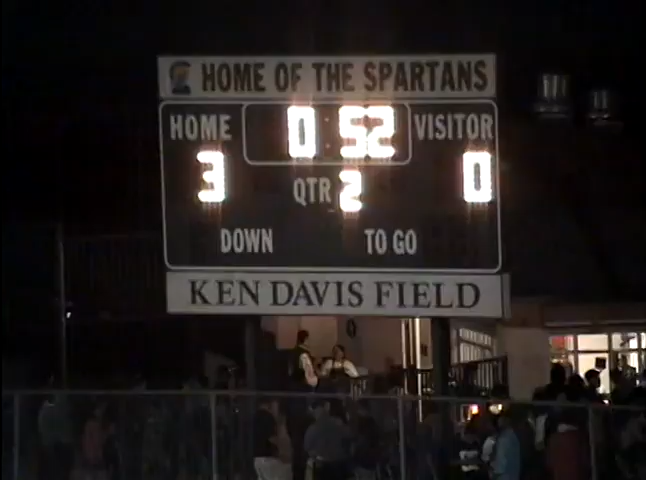 HOME OF THE SPARTANS
HOME 0:52 VISITOR
3 QTR 2 0
DOWN TO GO
KEN DAVIS FIELD